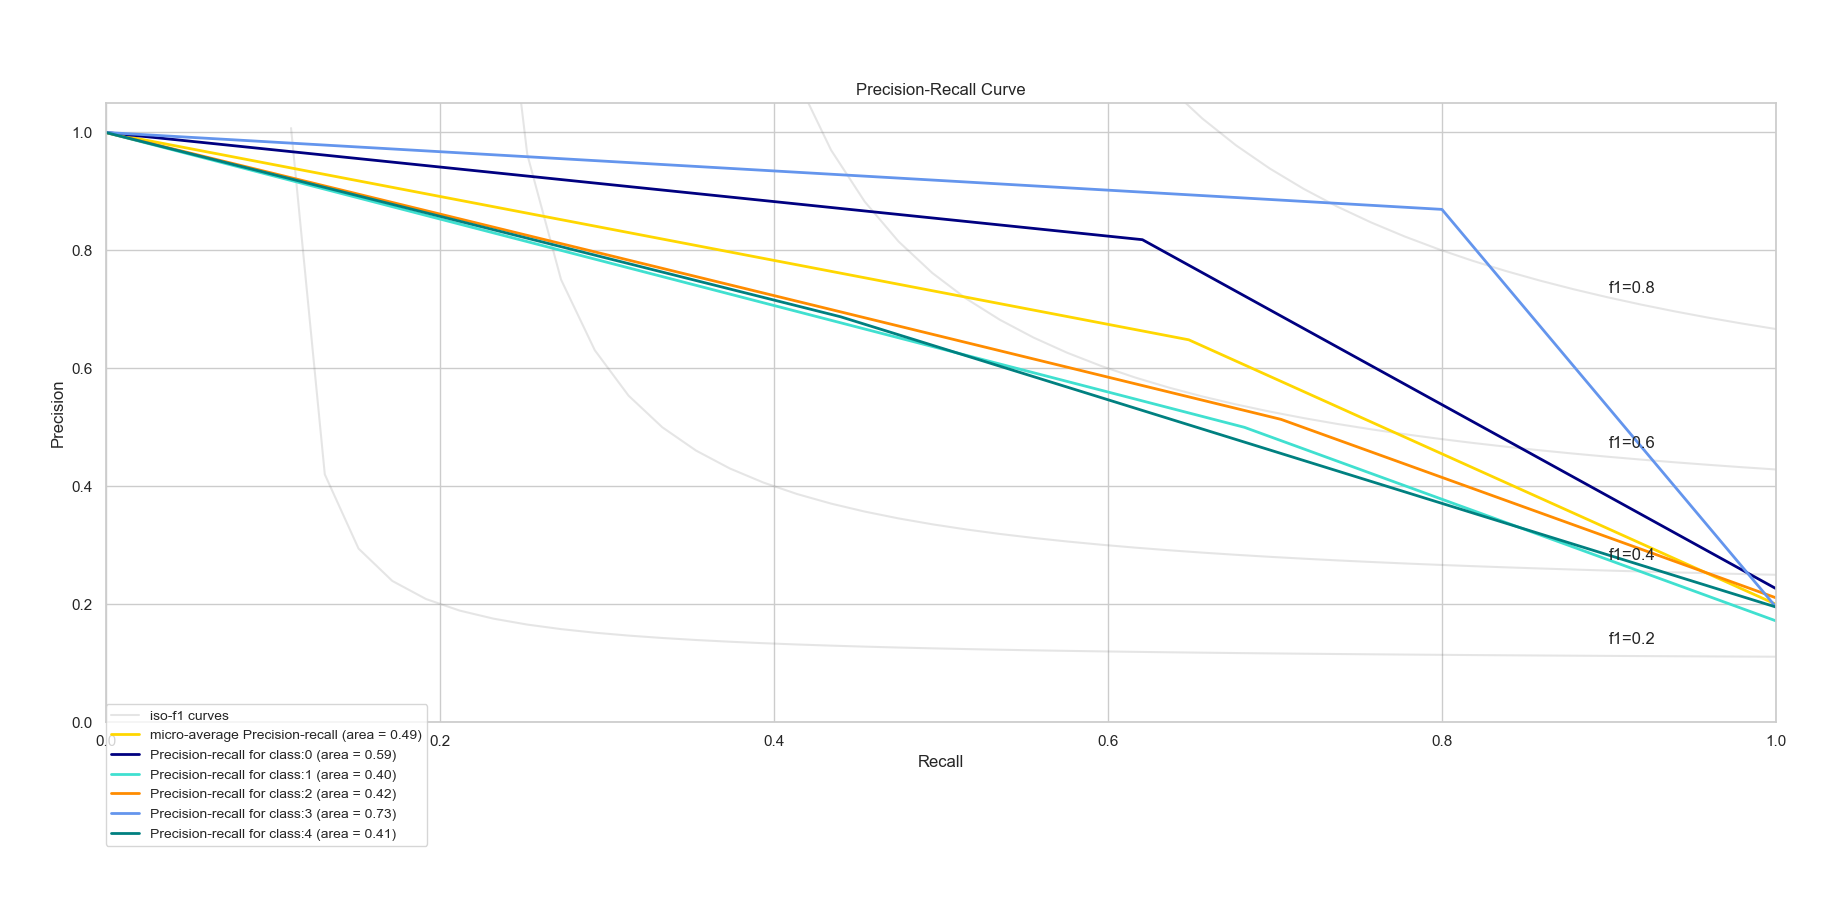 Precision-Recall Curve
1.0
0.8
0.6
0.4
0.2
0.0
Precision
f1=0.8
f1=0.6
f1=0.4
f1=0.2
0.0
0.2
0.4
0.6
0.8
1.0
Recall
iso-f1 curves
micro-average Precision-recall (area = 0.49)
Precision-recall for class:0 (area = 0.59)
Precision-recall for class:1 (area = 0.40)
Precision-recall for class:2 (area = 0.42)
Precision-recall for class:3 (area = 0.73)
Precision-recall for class:4 (area = 0.41)